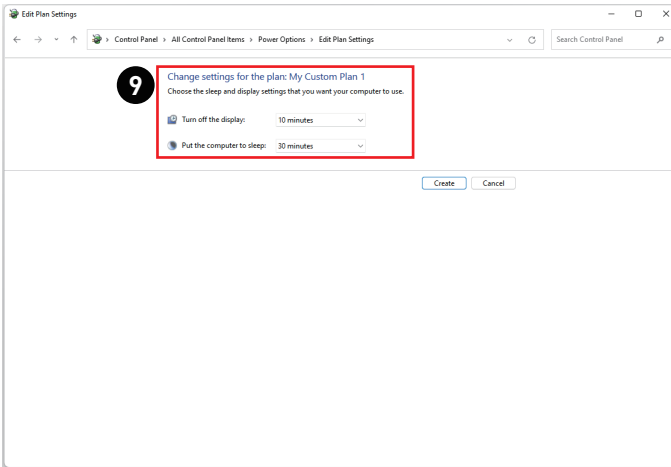 Edit Plan Settings
Control Panel > All Control Panel Items > Power Options > Edit Plan Settings
Search Control Panel
9
Change settings for the plan: My Custom Plan 1
Choose the sleep and display settings that you want your computer to use.
Turn off the display: 10 minutes
Put the computer to sleep: 30 minutes
Create Cancel